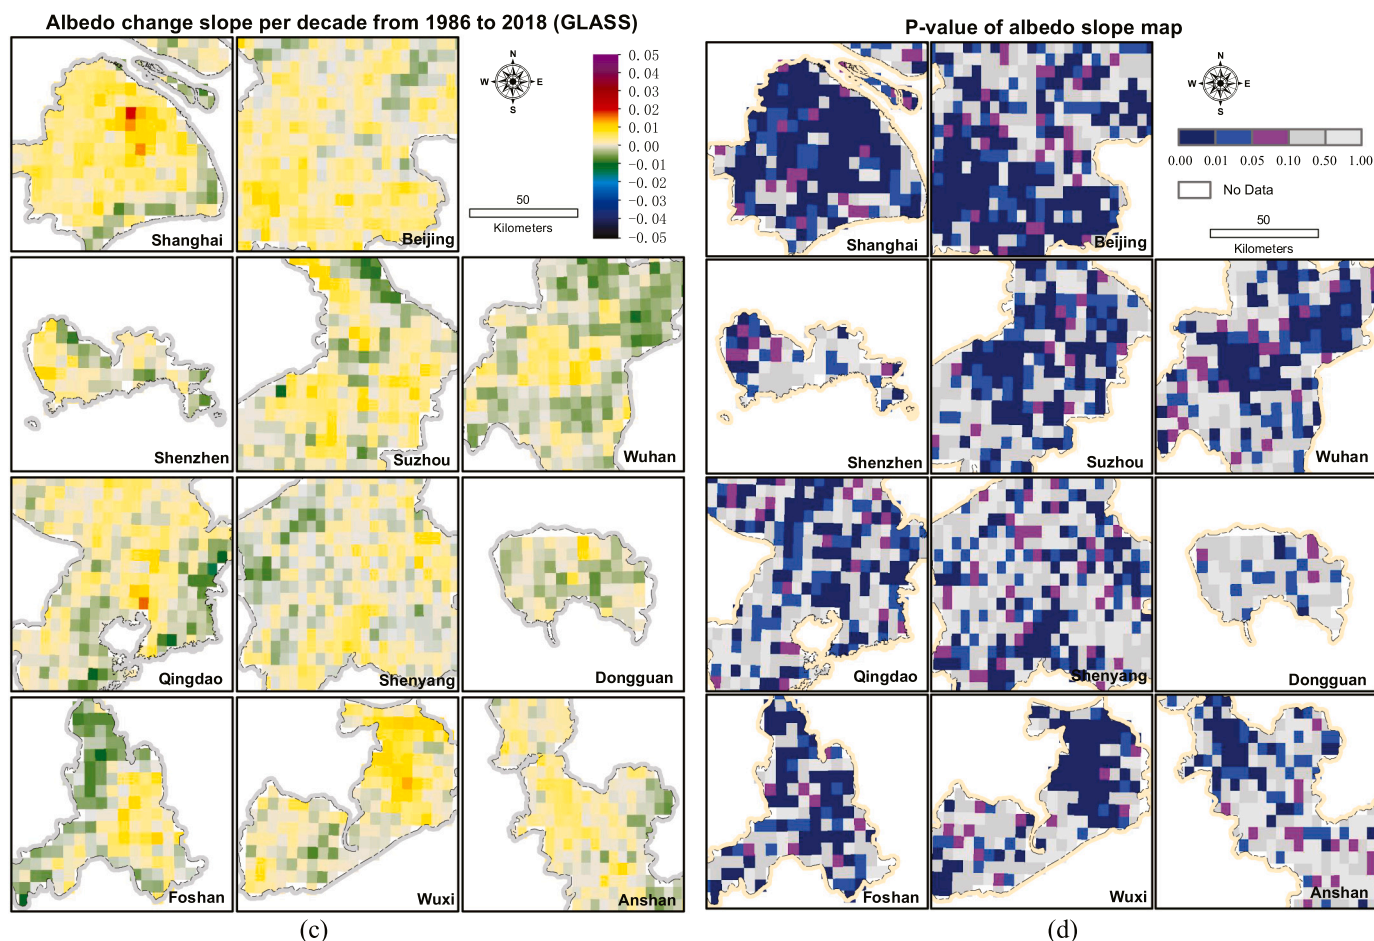 Albedo change slope per decade from 1986 to 2018 (GLASS)
P-value of albedo slope map
N
W E
S
0.05
0.04
0.03
0.02
0.01
0.00
-0.01
-0.02
-0.03
-0.04
-0.05
50
Kilometers
Shanghai
Beijing
Shenzhen
Suzhou
Wuhan
Qingdao
Shenyang
Dongguan
Foshan
Wuxi
Anshan
(c)
N
W E
S
0.00 0.01 0.05 0.10 0.50 1.00
No Data
50
Kilometers
Shanghai
Beijing
Shenzhen
Suzhou
Wuhan
Qingdao
Shenyang
Dongguan
Foshan
Wuxi
Anshan
(d)